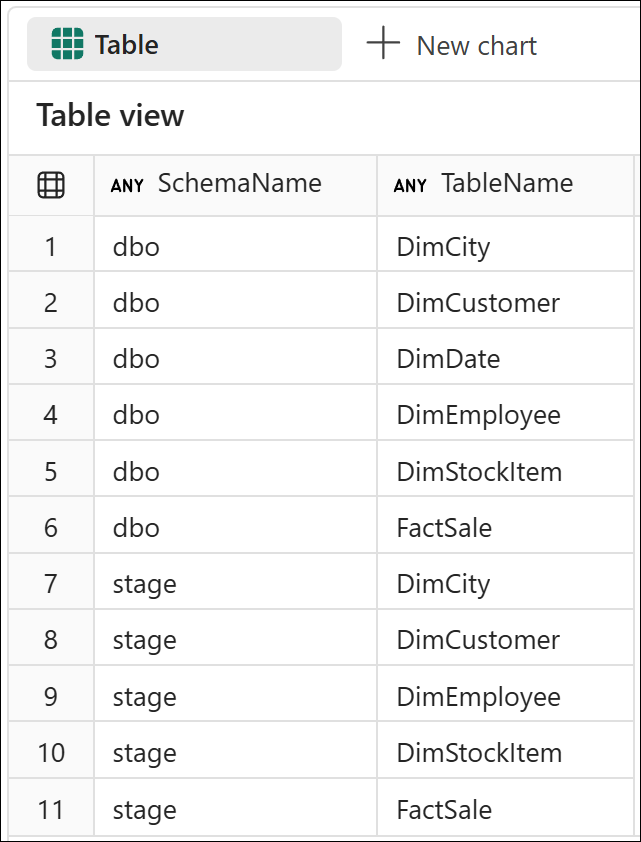 Table New chart
Table view
ANY SchemaName ANY TableName
1 dbo DimCity
2 dbo DimCustomer
3 dbo DimDate
4 dbo DimEmployee
5 dbo DimStockItem
6 dbo FactSale
7 stage DimCity
8 stage DimCustomer
9 stage DimEmployee
10 stage DimStockItem
11 stage FactSale